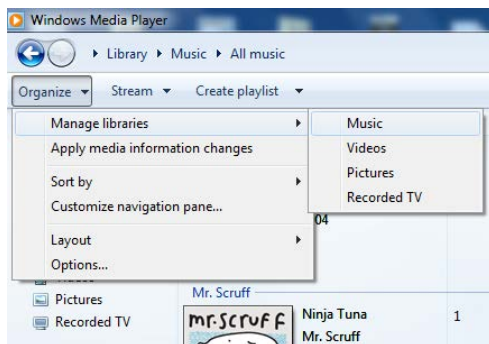 Windows Media Player
Library Music All music
Organize Stream Create playlist
Manage libraries
Apply media information changes
Sort by
Customize navigation pane...
Layout
Options...
Music
Videos
Pictures
Recorded TV
04
Pictures
Recorded TV
Mr. Scruff
mr.scruff
Ninja Tuna
Mr. Scruff
1